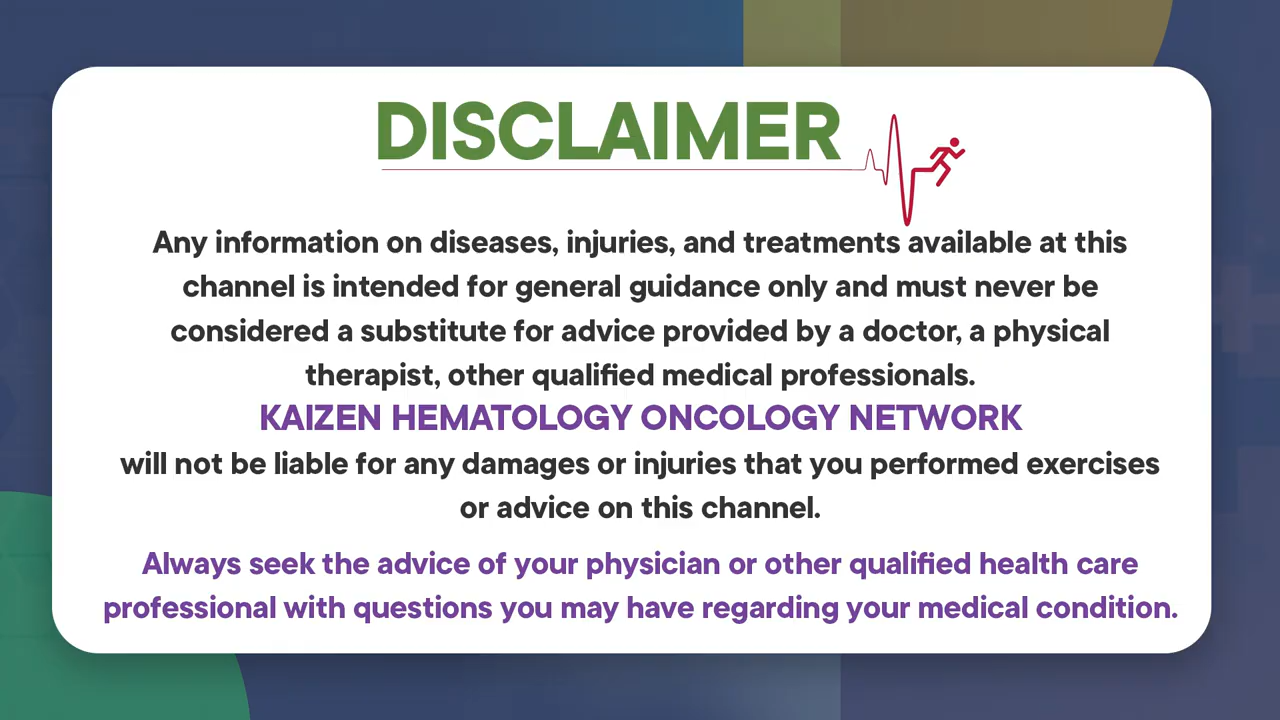 DISCLAIMER
Any information on diseases, injuries, and treatments available at this
channel is intended for general guidance only and must never be
considered a substitute for advice provided by a doctor, a physical
therapist, other qualified medical professionals.
KAIZEN HEMATOLOGY ONCOLOGY NETWORK
will not be liable for any damages or injuries that you performed exercises
or advice on this channel.
Always seek the advice of your physician or other qualified health care
professional with questions you may have regarding your medical condition.